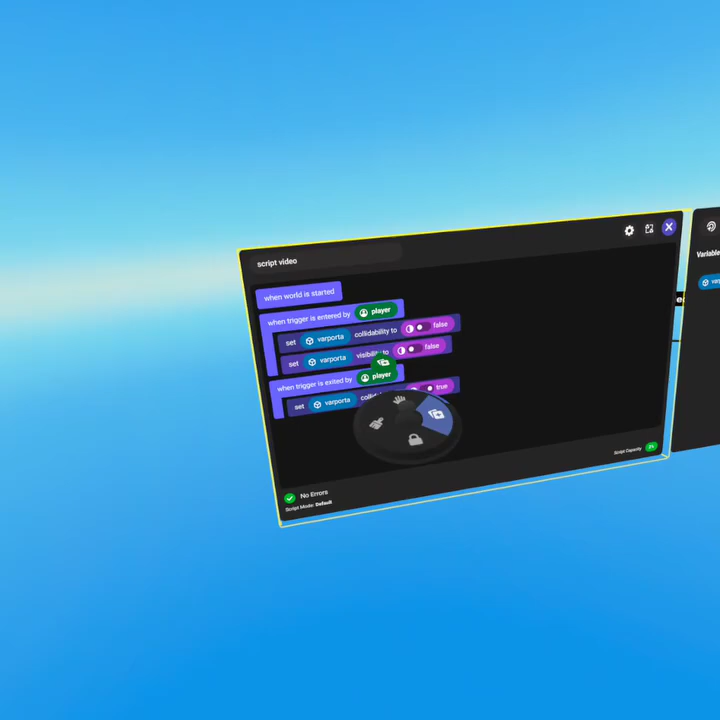 script video
when world is started
when trigger is entered by player
set varporta collidability to false
set varporta visibility to false
when trigger is exited by player
set varporta true
No Errors
Script Mode: Default
Script Capacity
Variable